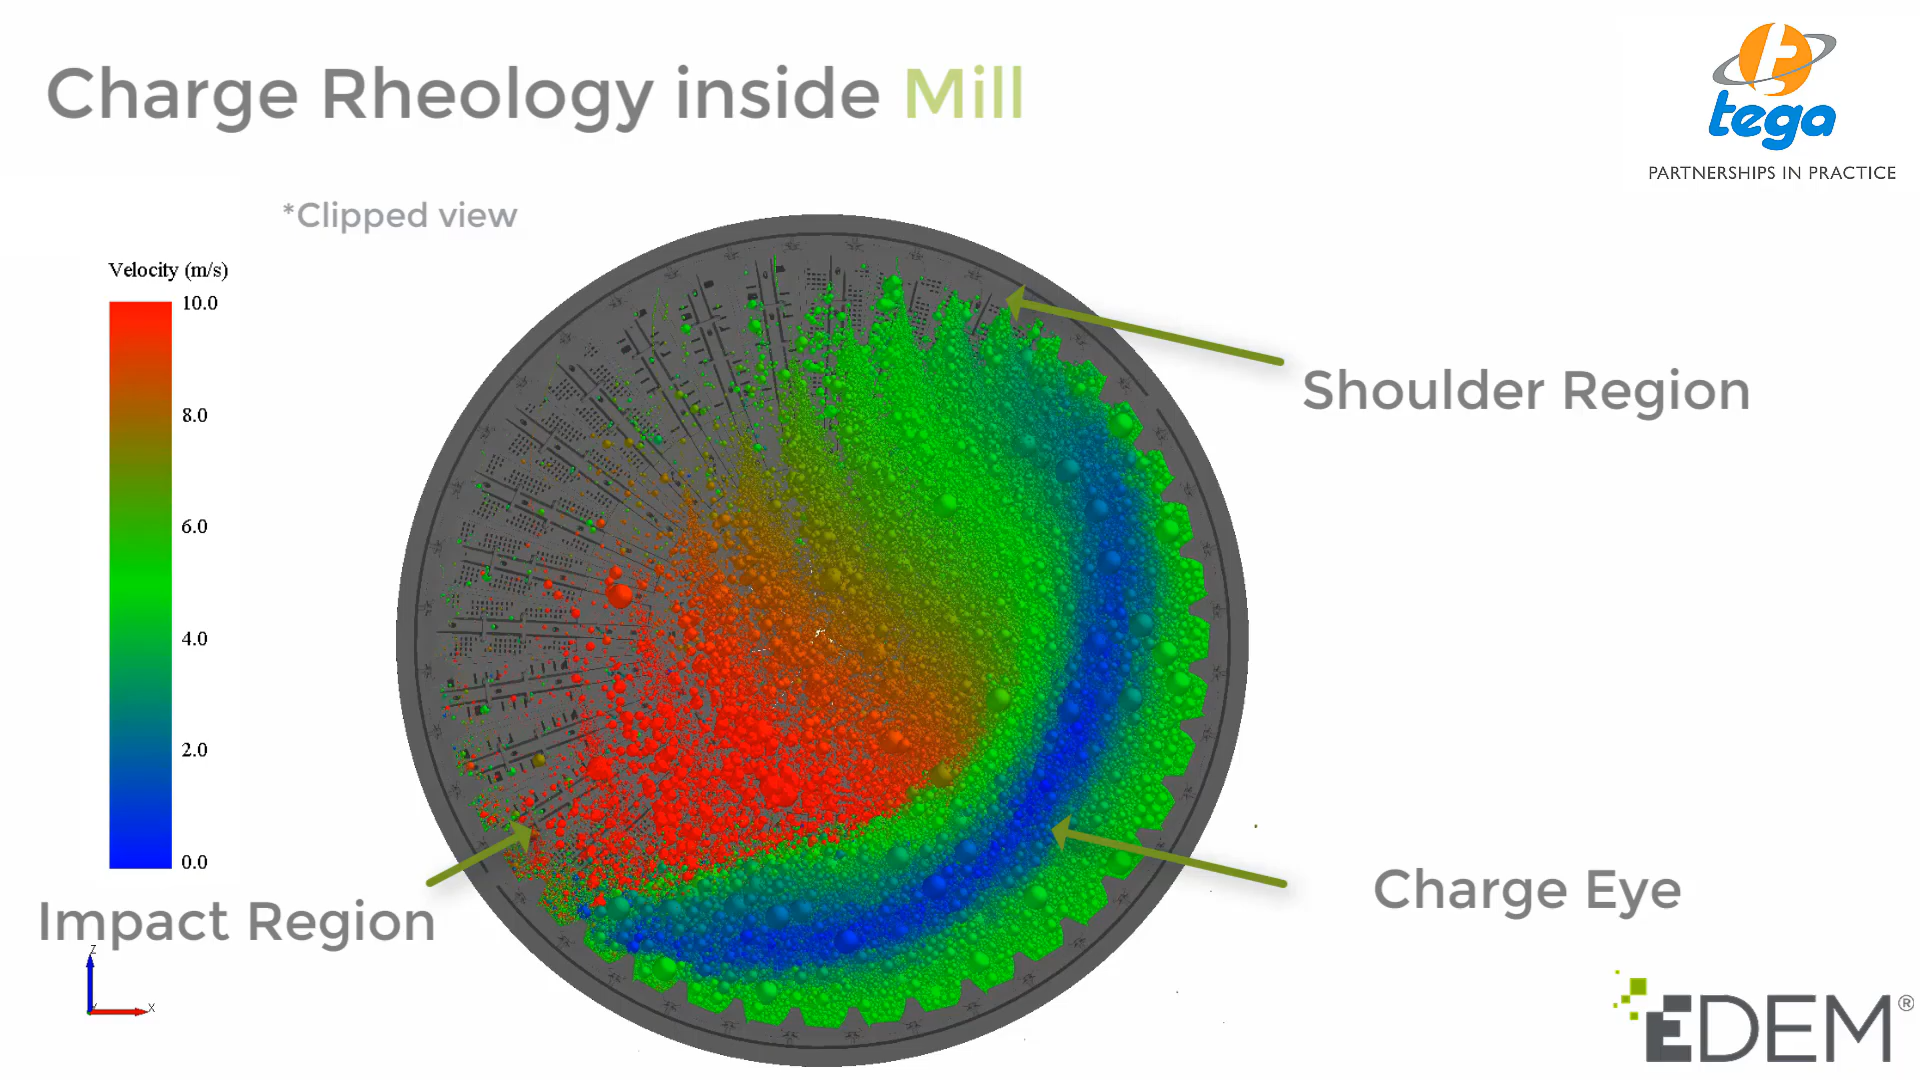 Charge Rheology inside Mill
tega
PARTNERSHIPS IN PRACTICE
*Clipped view
Velocity (m/s)
10.0
8.0
6.0
4.0
2.0
0.0
Shoulder Region
Charge Eye
Impact Region
Z
X
EDEM®